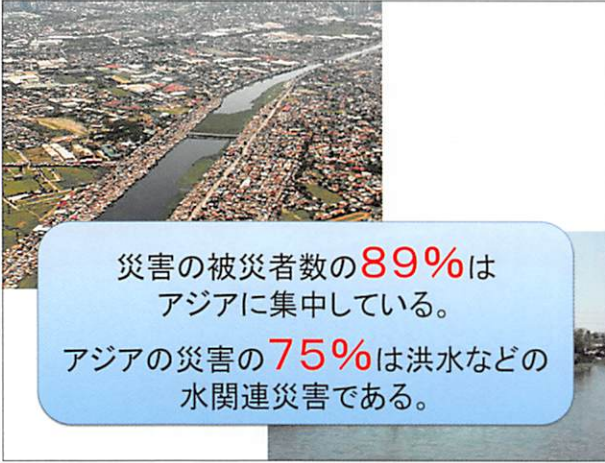 災害の被災者数の89%は
アジアに集中している。
アジアの災害の75%は洪水などの
水関連災害である。